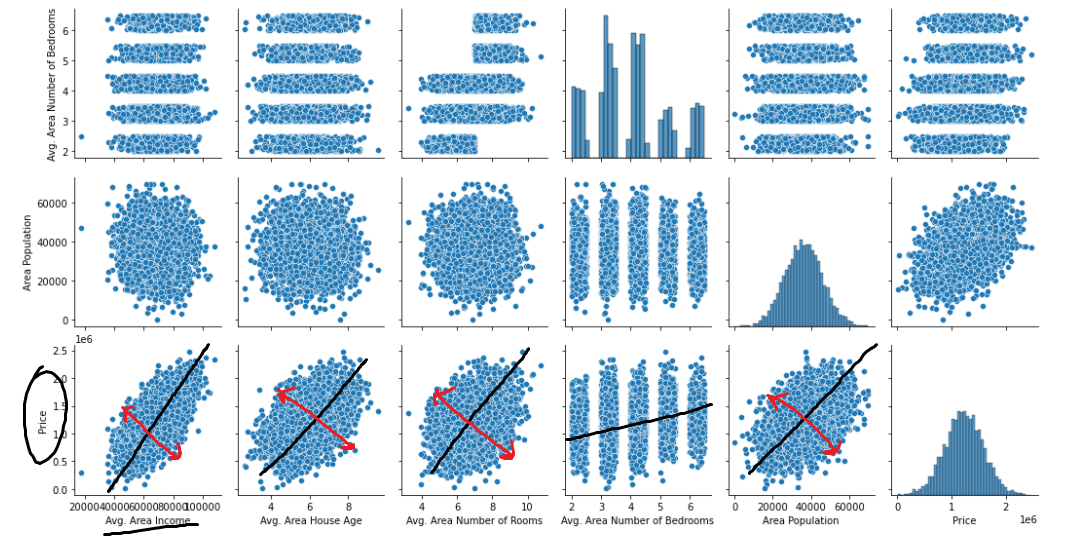 Avg. Area Number of Bedrooms
6
5
4
3
2
Area Population
60000
40000
20000
0
1e6
Price
2.5
2.0
1.5
1.0
0.5
0.0
20000 40000 60000 80000 100000
4 6 8
4 6 8 10
2 3 4 5 6
0 20000 40000 60000
0 1 2
1e6
Avg. Area Income
Avg. Area House Age
Avg. Area Number of Rooms
Avg. Area Number of Bedrooms
Area Population
Price